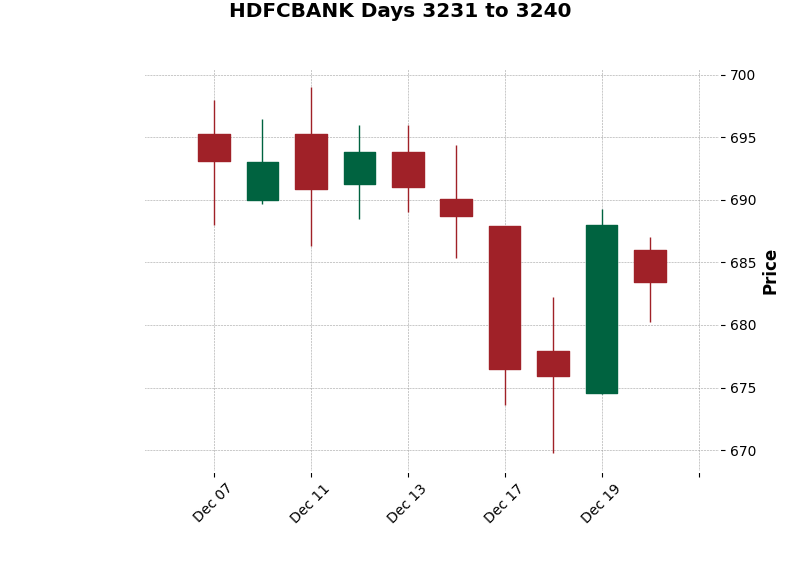 HDFCBANK Days 3231 to 3240
700
695
690
685
680
675
670
Price
Dec 07
Dec 11
Dec 13
Dec 17
Dec 19